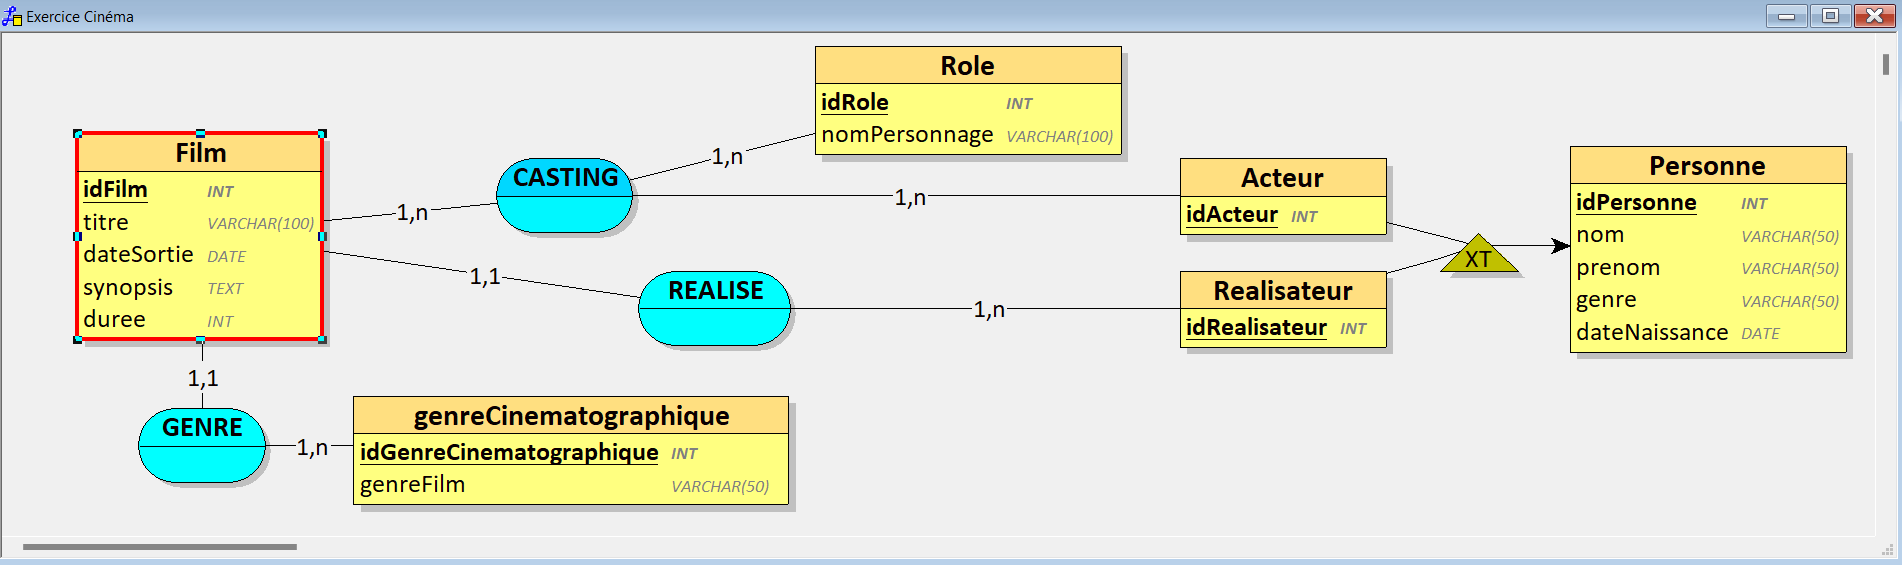 Exercice Cinéma
Role
idRole INT
nomPersonnage VARCHAR(100)
Film
idFilm INT
titre VARCHAR(100)
dateSortie DATE
synopsis TEXT
duree INT
CASTING
1,n
1,n
1,n
Acteur
idActeur INT
Personne
idPersonne INT
nom VARCHAR(50)
prenom VARCHAR(50)
genre VARCHAR(50)
dateNaissance DATE
XT
1,1
REALISE
1,n
Realisateur
idRealisateur INT
1,1
GENRE
1,n
genreCinematographique
idGenreCinematographique INT
genreFilm VARCHAR(50)